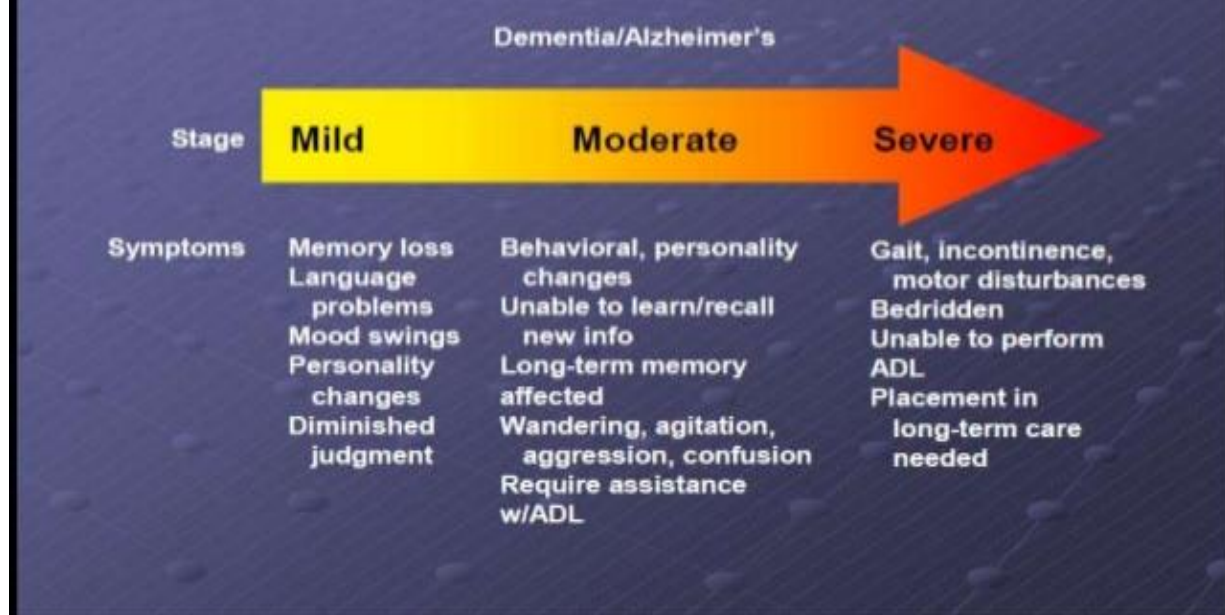 Dementia/Alzheimer's
Stage
Mild
Moderate
Severe
Symptoms
Memory loss
Language
problems
Mood swings
Personality
changes
Diminished
judgment
Behavioral, personality
changes
Unable to learn/recall
new info
Long-term memory
affected
Wandering, agitation,
aggression, confusion
Require assistance
w/ADL
Gait, incontinence,
motor disturbances
Bedridden
Unable to perform
ADL
Placement in
long-term care
needed